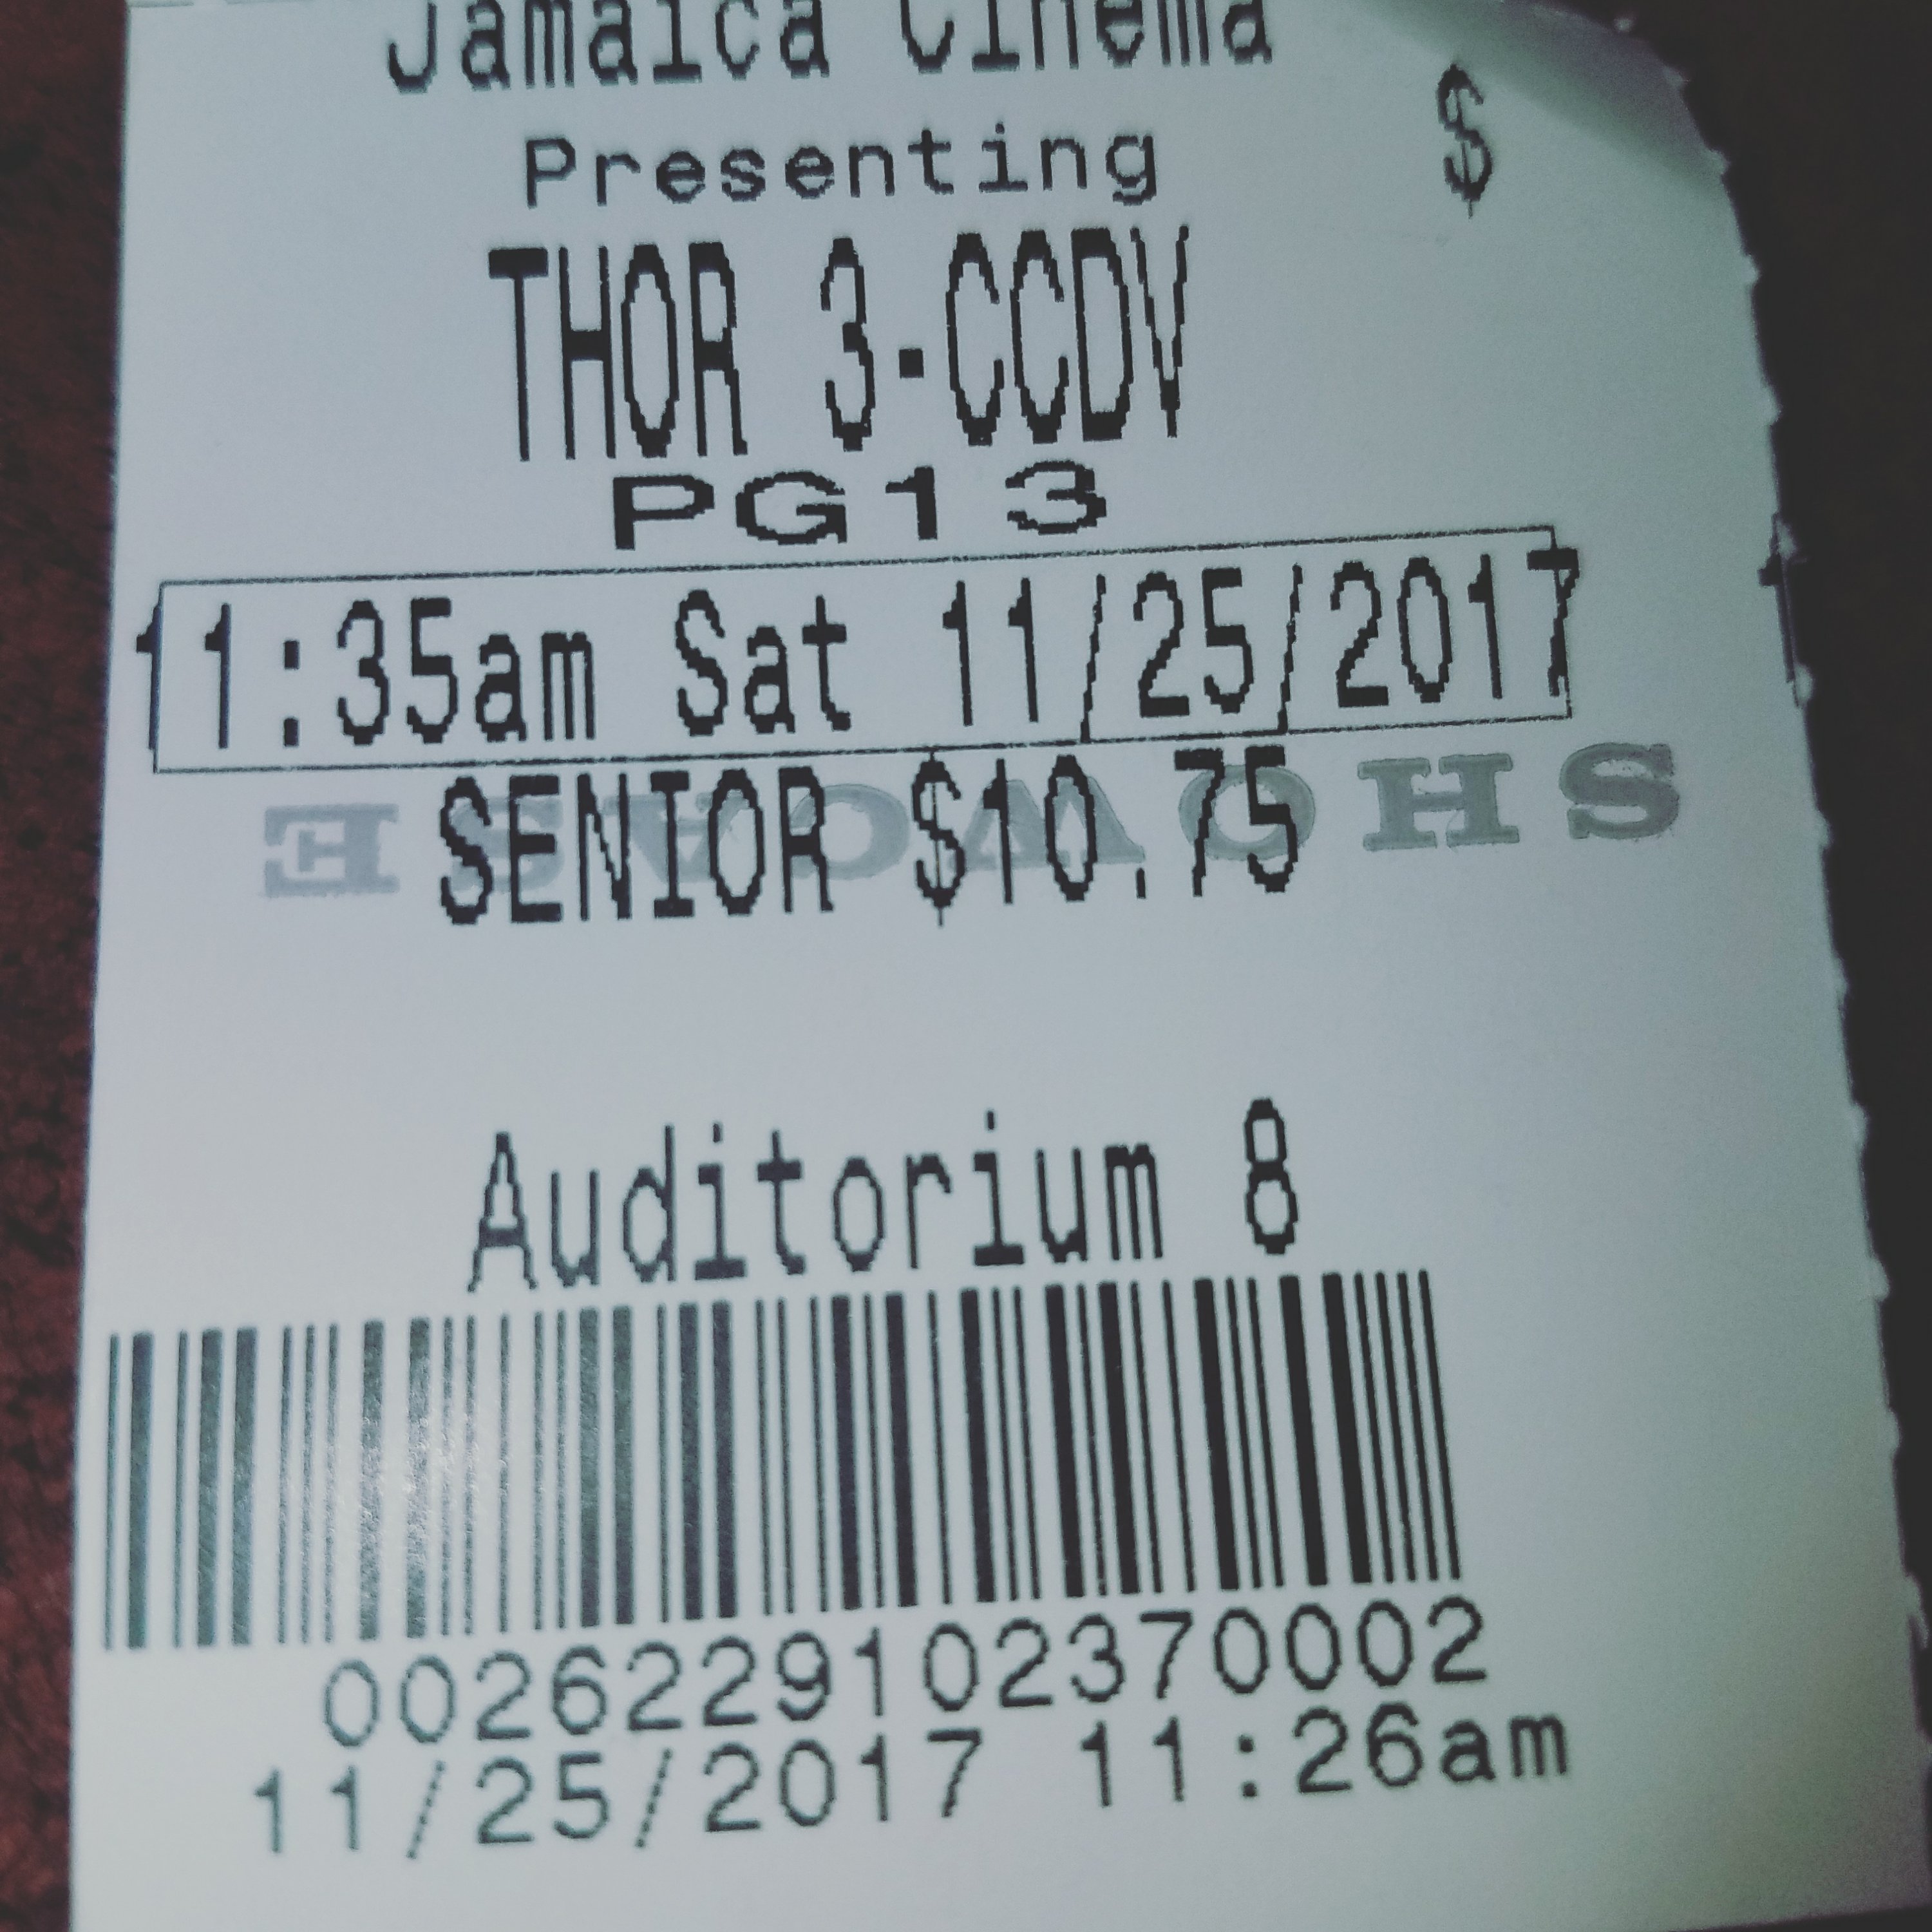 Jamaica Cinema
Presenting
$
THOR 3-CCDV
PG13
11:35am Sat 11/25/2017
SHOWCASE
SENIOR $10.75
Auditorium 8
0026229102370002
11/25/2017 11:26am